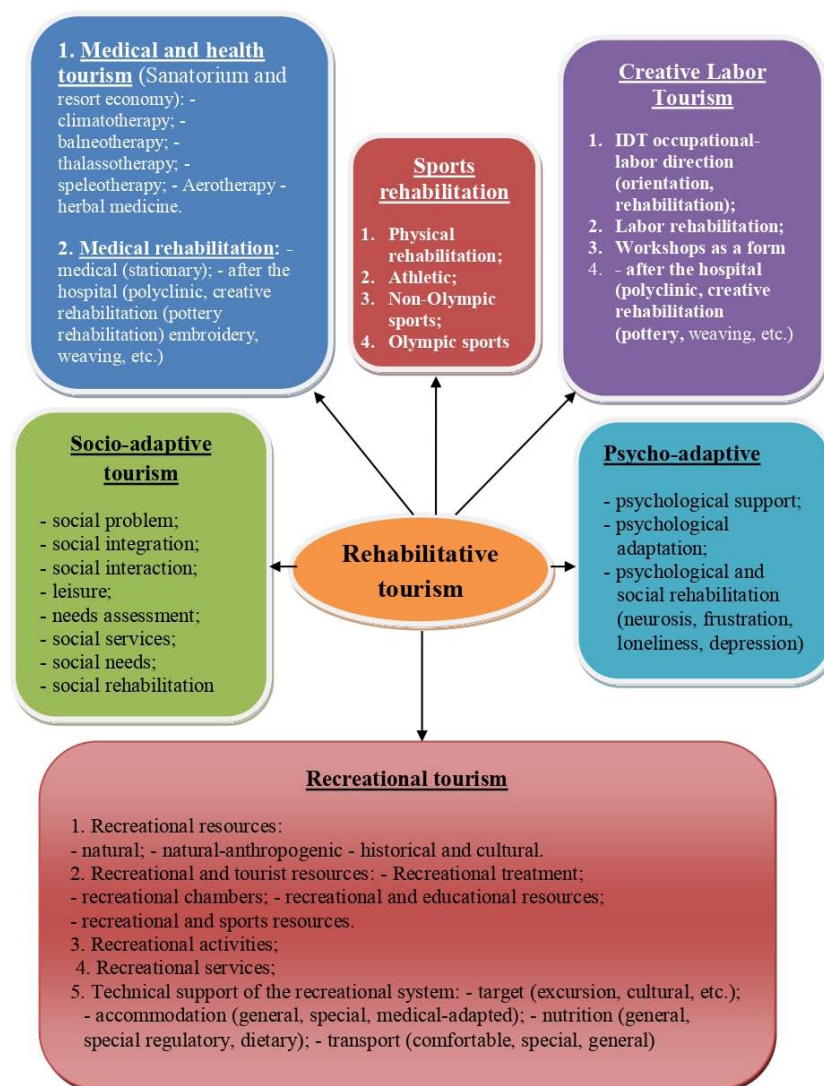 1. Medical and health
tourism (Sanatorium and
resort economy): -
climatotherapy; -
balneotherapy; -
thalassotherapy; -
speleotherapy; - Aerotherapy -
herbal medicine.
2. Medical rehabilitation: -
medical (stationary); - after the
hospital (polyclinic, creative
rehabilitation (pottery
rehabilitation) embroidery,
weaving, etc.)
Sports
rehabilitation
1. Physical
rehabilitation;
2. Athletic;
3. Non-Olympic
sports;
4. Olympic sports
Creative Labor
Tourism
1. IDT occupational-
labor direction
(orientation,
rehabilitation);
2. Labor rehabilitation;
3. Workshops as a form
4. - after the hospital
(polyclinic, creative
rehabilitation
(pottery, weaving, etc.)
Socio-adaptive
tourism
- social problem;
- social integration;
- social interaction;
- leisure;
- needs assessment;
- social services;
- social needs;
- social rehabilitation
Rehabilitative
tourism
Psycho-adaptive
- psychological support;
- psychological
adaptation;
- psychological and
social rehabilitation
(neurosis, frustration,
loneliness, depression)
Recreational tourism
1. Recreational resources:
- natural; - natural-anthropogenic - historical and cultural.
2. Recreational and tourist resources: - Recreational treatment;
- recreational chambers; - recreational and educational resources;
- recreational and sports resources.
3. Recreational activities;
4. Recreational services;
5. Technical support of the recreational system: - target (excursion, cultural, etc.);
- accommodation (general, special, medical-adapted); - nutrition (general,
special regulatory, dietary); - transport (comfortable, special, general)